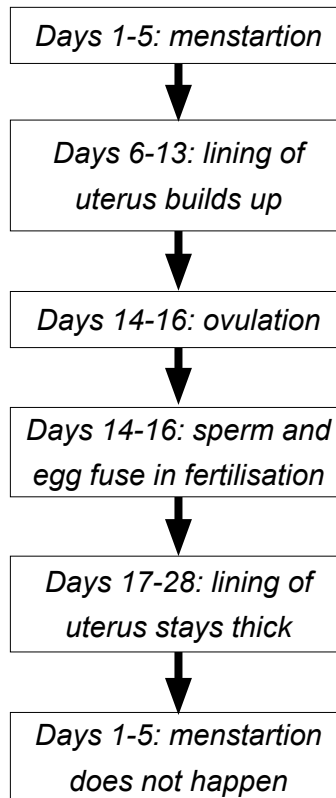 Days 1-5: menstartion
Days 6-13: lining of
uterus builds up
Days 14-16: ovulation
Days 14-16: sperm and
egg fuse in fertilisation
Days 17-28: lining of
uterus stays thick
Days 1-5: menstartion
does not happen